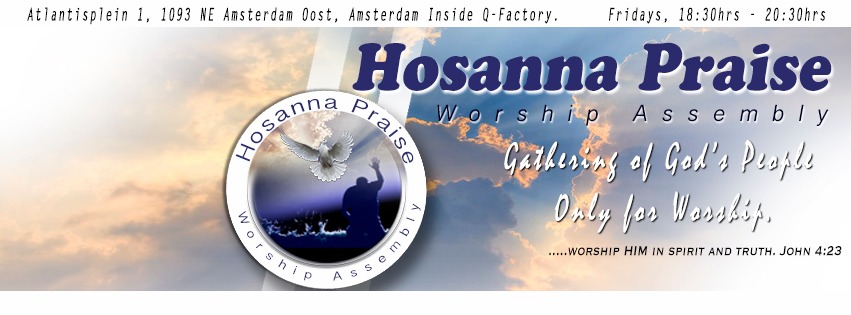 Atlantisplein 1, 1093 NE Amsterdam Oost, Amsterdam Inside Q-Factory. Fridays, 18:30hrs - 20:30hrs
Hosanna Praise
Worship Assembly
Gathering of God's People
Only for Worship.
.....WORSHIP HIM IN SPIRIT AND TRUTH. JOHN 4:23
Hosanna Praise
Worship Assembly